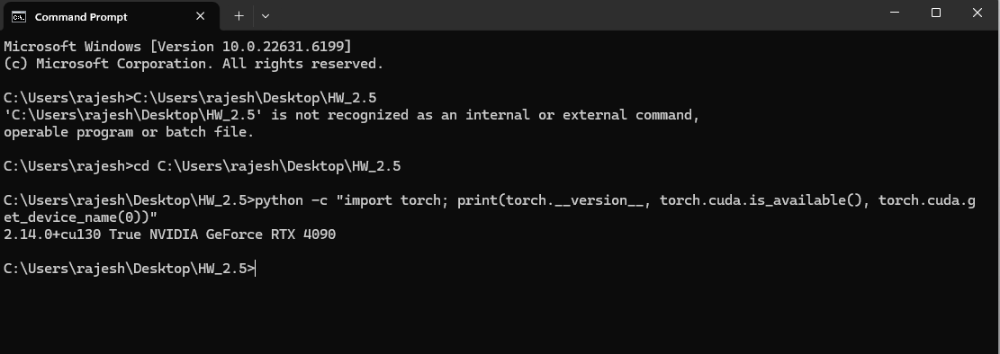 Command Prompt
Microsoft Windows [Version 10.0.22631.6199]
(c) Microsoft Corporation. All rights reserved.
C:\Users\rajesh>C:\Users\rajesh\Desktop\HW_2.5
'C:\Users\rajesh\Desktop\HW_2.5' is not recognized as an internal or external command,
operable program or batch file.
C:\Users\rajesh>cd C:\Users\rajesh\Desktop\HW_2.5
C:\Users\rajesh\Desktop\HW_2.5>python -c "import torch; print(torch.__version__, torch.cuda.is_available(), torch.cuda.g
et_device_name(0))"
2.14.0+cu130 True NVIDIA GeForce RTX 4090
C:\Users\rajesh\Desktop\HW_2.5>